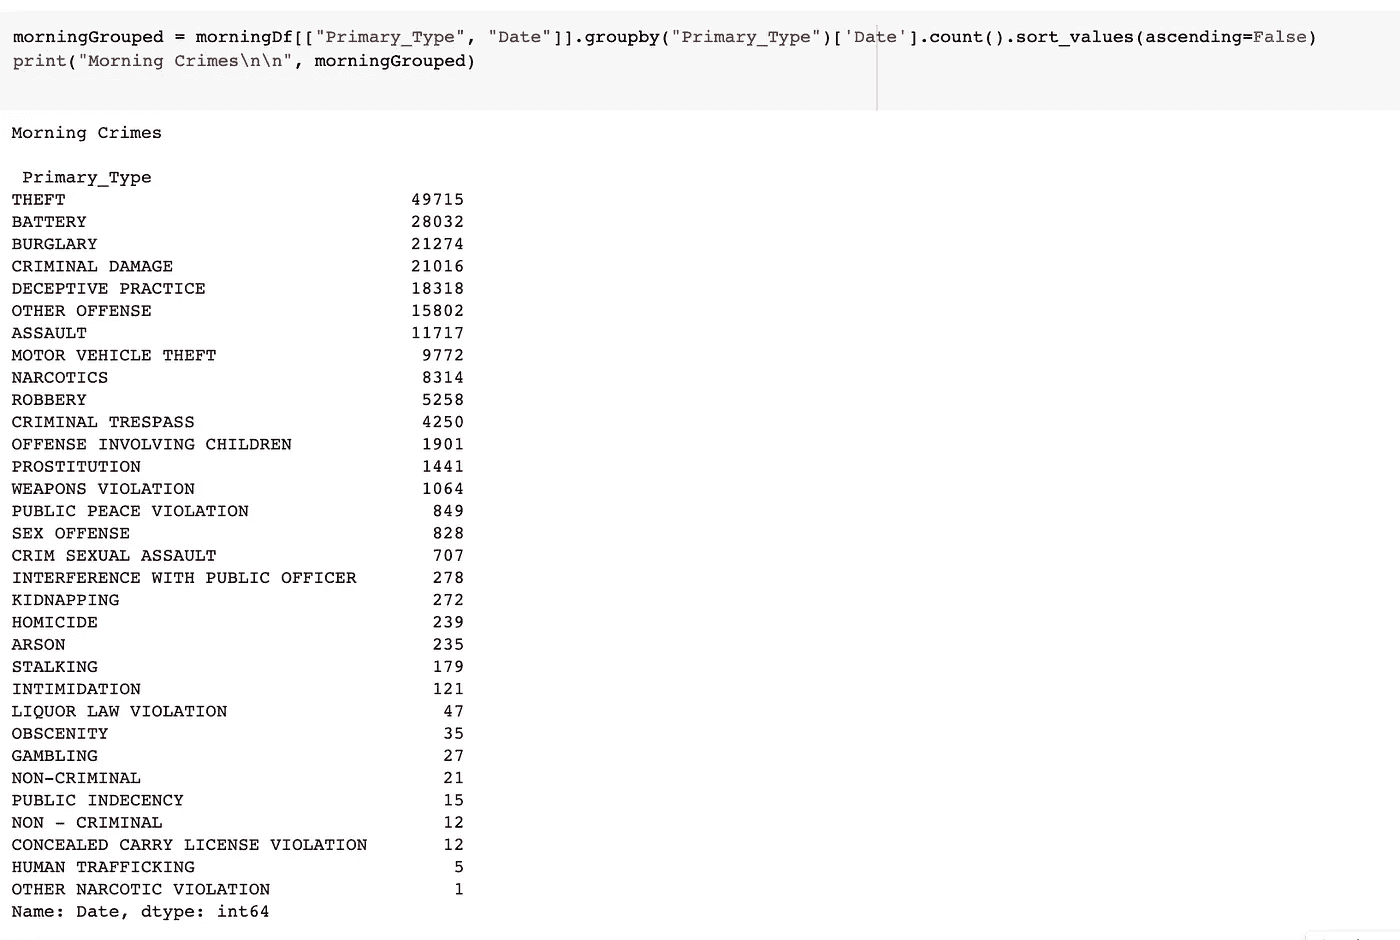 morningGrouped = morningDf[["Primary_Type", "Date"]].groupby("Primary_Type")['Date'].count().sort_values(ascending=False)
print("Morning Crimes\n\n", morningGrouped)
Morning Crimes
Primary_Type
THEFT 49715
BATTERY 28032
BURGLARY 21274
CRIMINAL DAMAGE 21016
DECEPTIVE PRACTICE 18318
OTHER OFFENSE 15802
ASSAULT 11717
MOTOR VEHICLE THEFT 9772
NARCOTICS 8314
ROBBERY 5258
CRIMINAL TRESPASS 4250
OFFENSE INVOLVING CHILDREN 1901
PROSTITUTION 1441
WEAPONS VIOLATION 1064
PUBLIC PEACE VIOLATION 849
SEX OFFENSE 828
CRIM SEXUAL ASSAULT 707
INTERFERENCE WITH PUBLIC OFFICER 278
KIDNAPPING 272
HOMICIDE 239
ARSON 235
STALKING 179
INTIMIDATION 121
LIQUOR LAW VIOLATION 47
OBSCENITY 35
GAMBLING 27
NON-CRIMINAL 21
PUBLIC INDECENCY 15
NON - CRIMINAL 12
CONCEALED CARRY LICENSE VIOLATION 12
HUMAN TRAFFICKING 5
OTHER NARCOTIC VIOLATION 1
Name: Date, dtype: int64